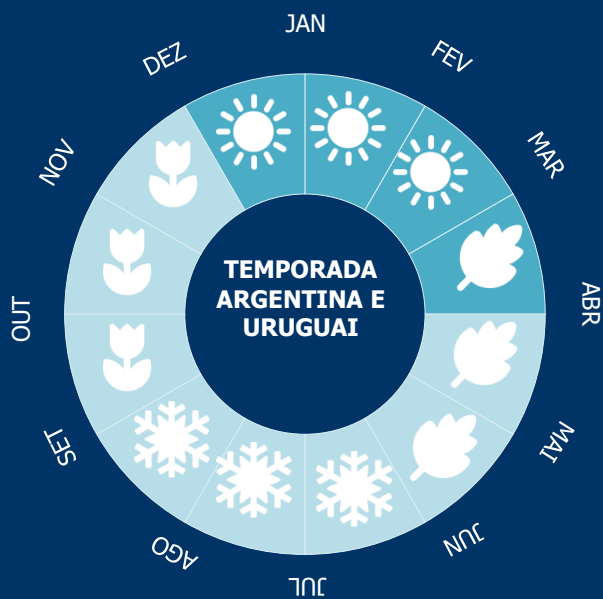 JAN
FEV
MAR
ABR
MAI
JUN
JUL
AGO
SET
OUT
NOV
DEZ
TEMPORADA
ARGENTINA E
URUGUAI